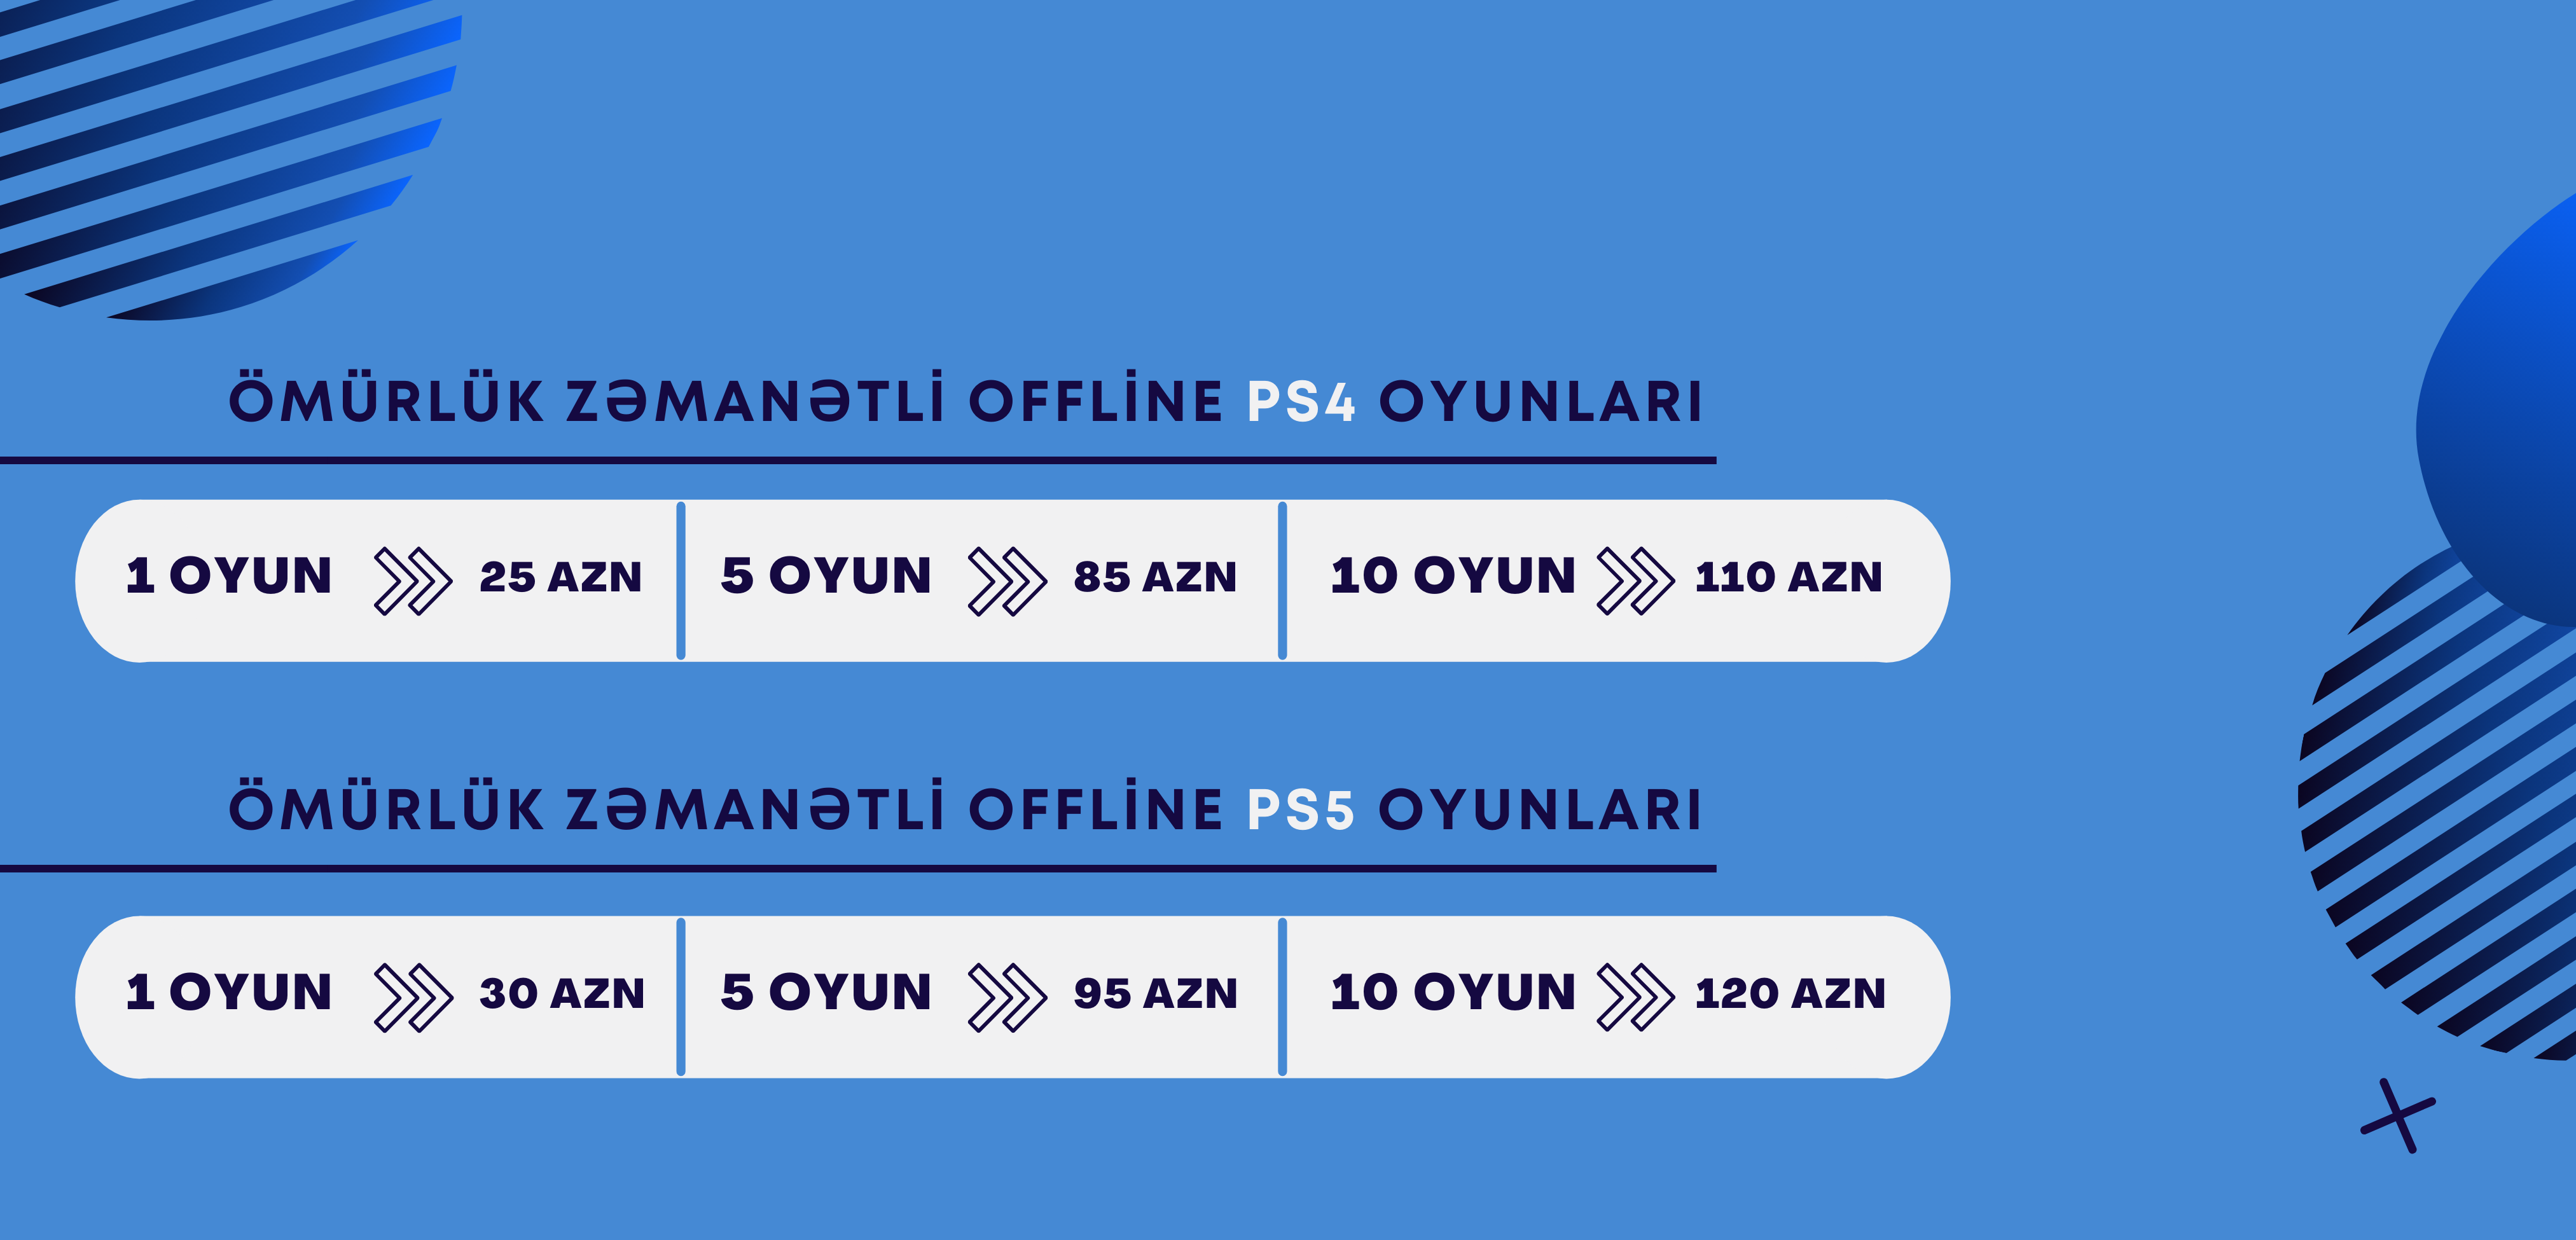 ÖMÜRLÜK ZƏMANƏTLİ OFFLİNE PS4 OYUNLARI
1 OYUN 25 AZN 5 OYUN 85 AZN 10 OYUN 110 AZN
ÖMÜRLÜK ZƏMANƏTLİ OFFLİNE PS5 OYUNLARI
1 OYUN 30 AZN 5 OYUN 95 AZN 10 OYUN 120 AZN